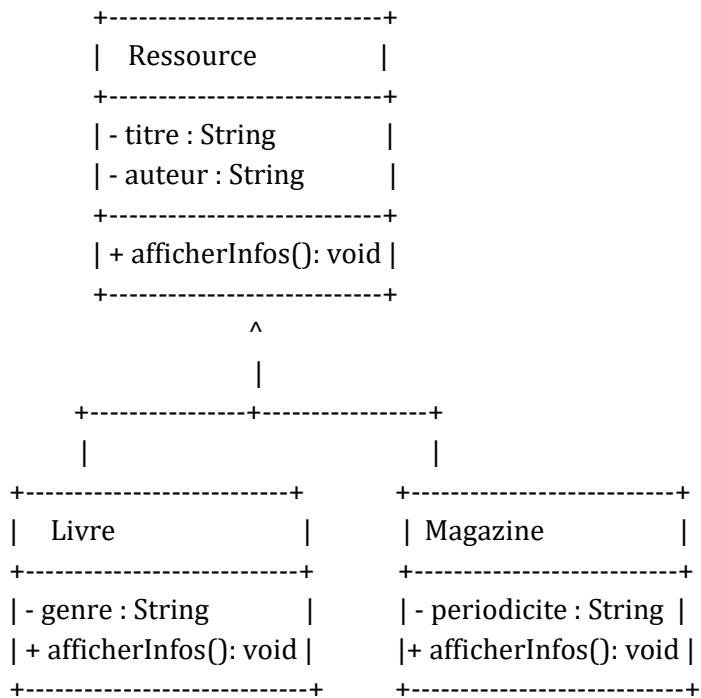 Ressource
- titre : String
- auteur : String
+ afficherInfos(): void
Livre
- genre : String
+ afficherInfos(): void
Magazine
- periodicite : String
+ afficherInfos(): void